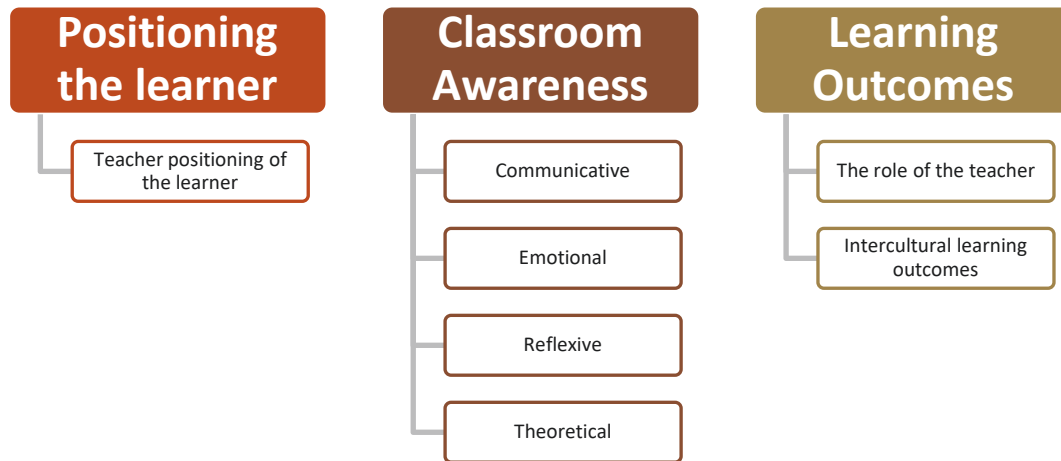 Positioning
the learner
Teacher positioning of
the learner
Classroom
Awareness
Communicative
Emotional
Reflexive
Theoretical
Learning
Outcomes
The role of the teacher
Intercultural learning
outcomes